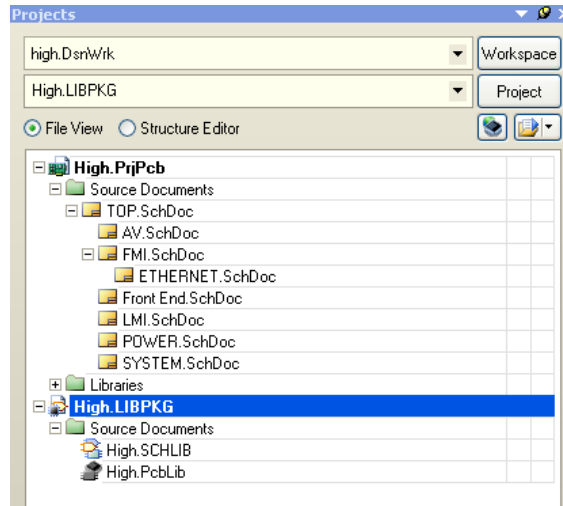 Projects
high.DsnWrk Workspace
High.LIBPKG Project
File View Structure Editor
High.PrjPcb
Source Documents
TOP.SchDoc
AV.SchDoc
FMI.SchDoc
ETHERNET.SchDoc
Front End.SchDoc
LMI.SchDoc
POWER.SchDoc
SYSTEM.SchDoc
Libraries
High.LIBPKG
Source Documents
High.SCHLIB
High.PcbLib